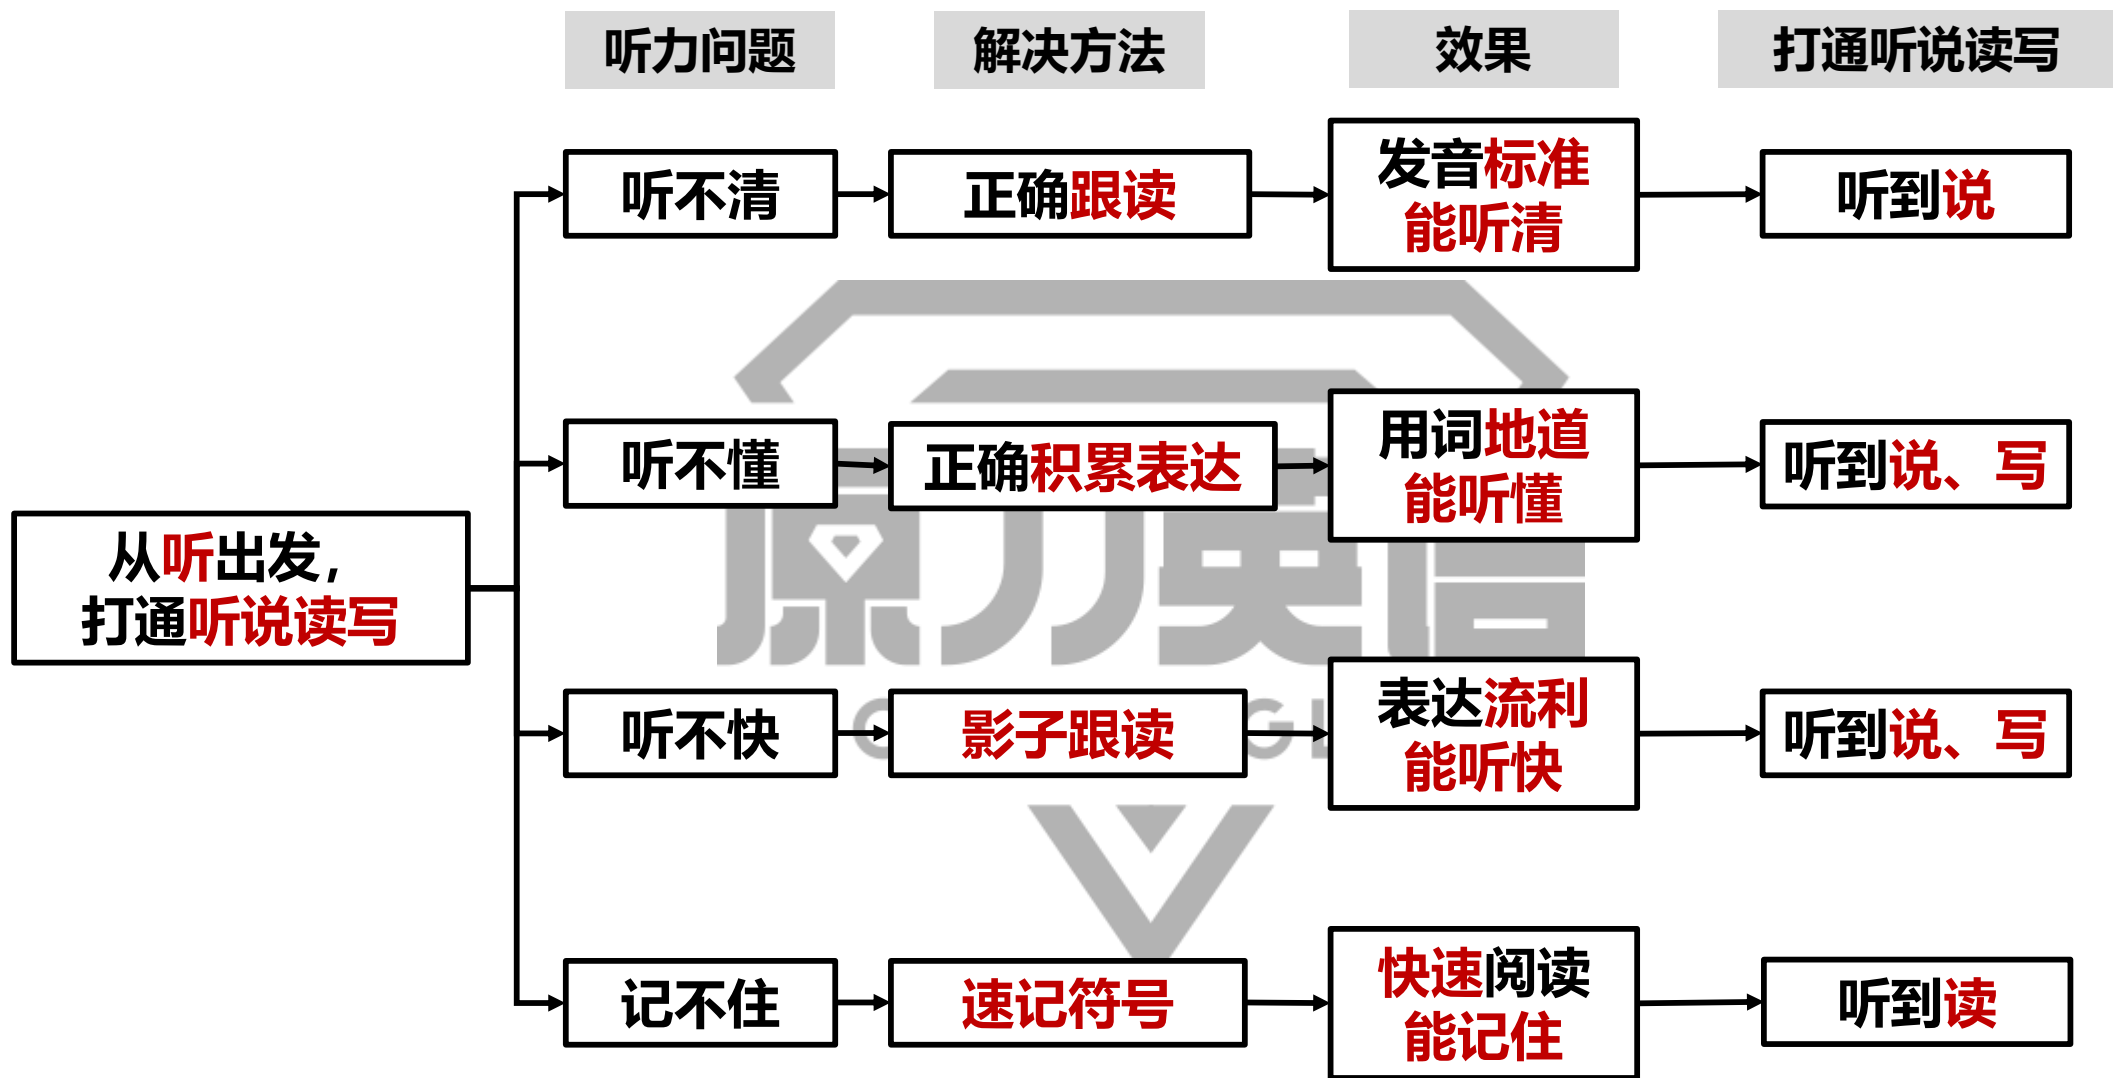 听力问题
解决方法
效果
打通听说读写
听不清
正确跟读
发音标准
能听清
听到说
听不懂
正确积累表达
用词地道
能听懂
听到说、写
从听出发，
打通听说读写
听不快
影子跟读
表达流利
能听快
听到说、写
记不住
速记符号
快速阅读
能记住
听到读
原力英语